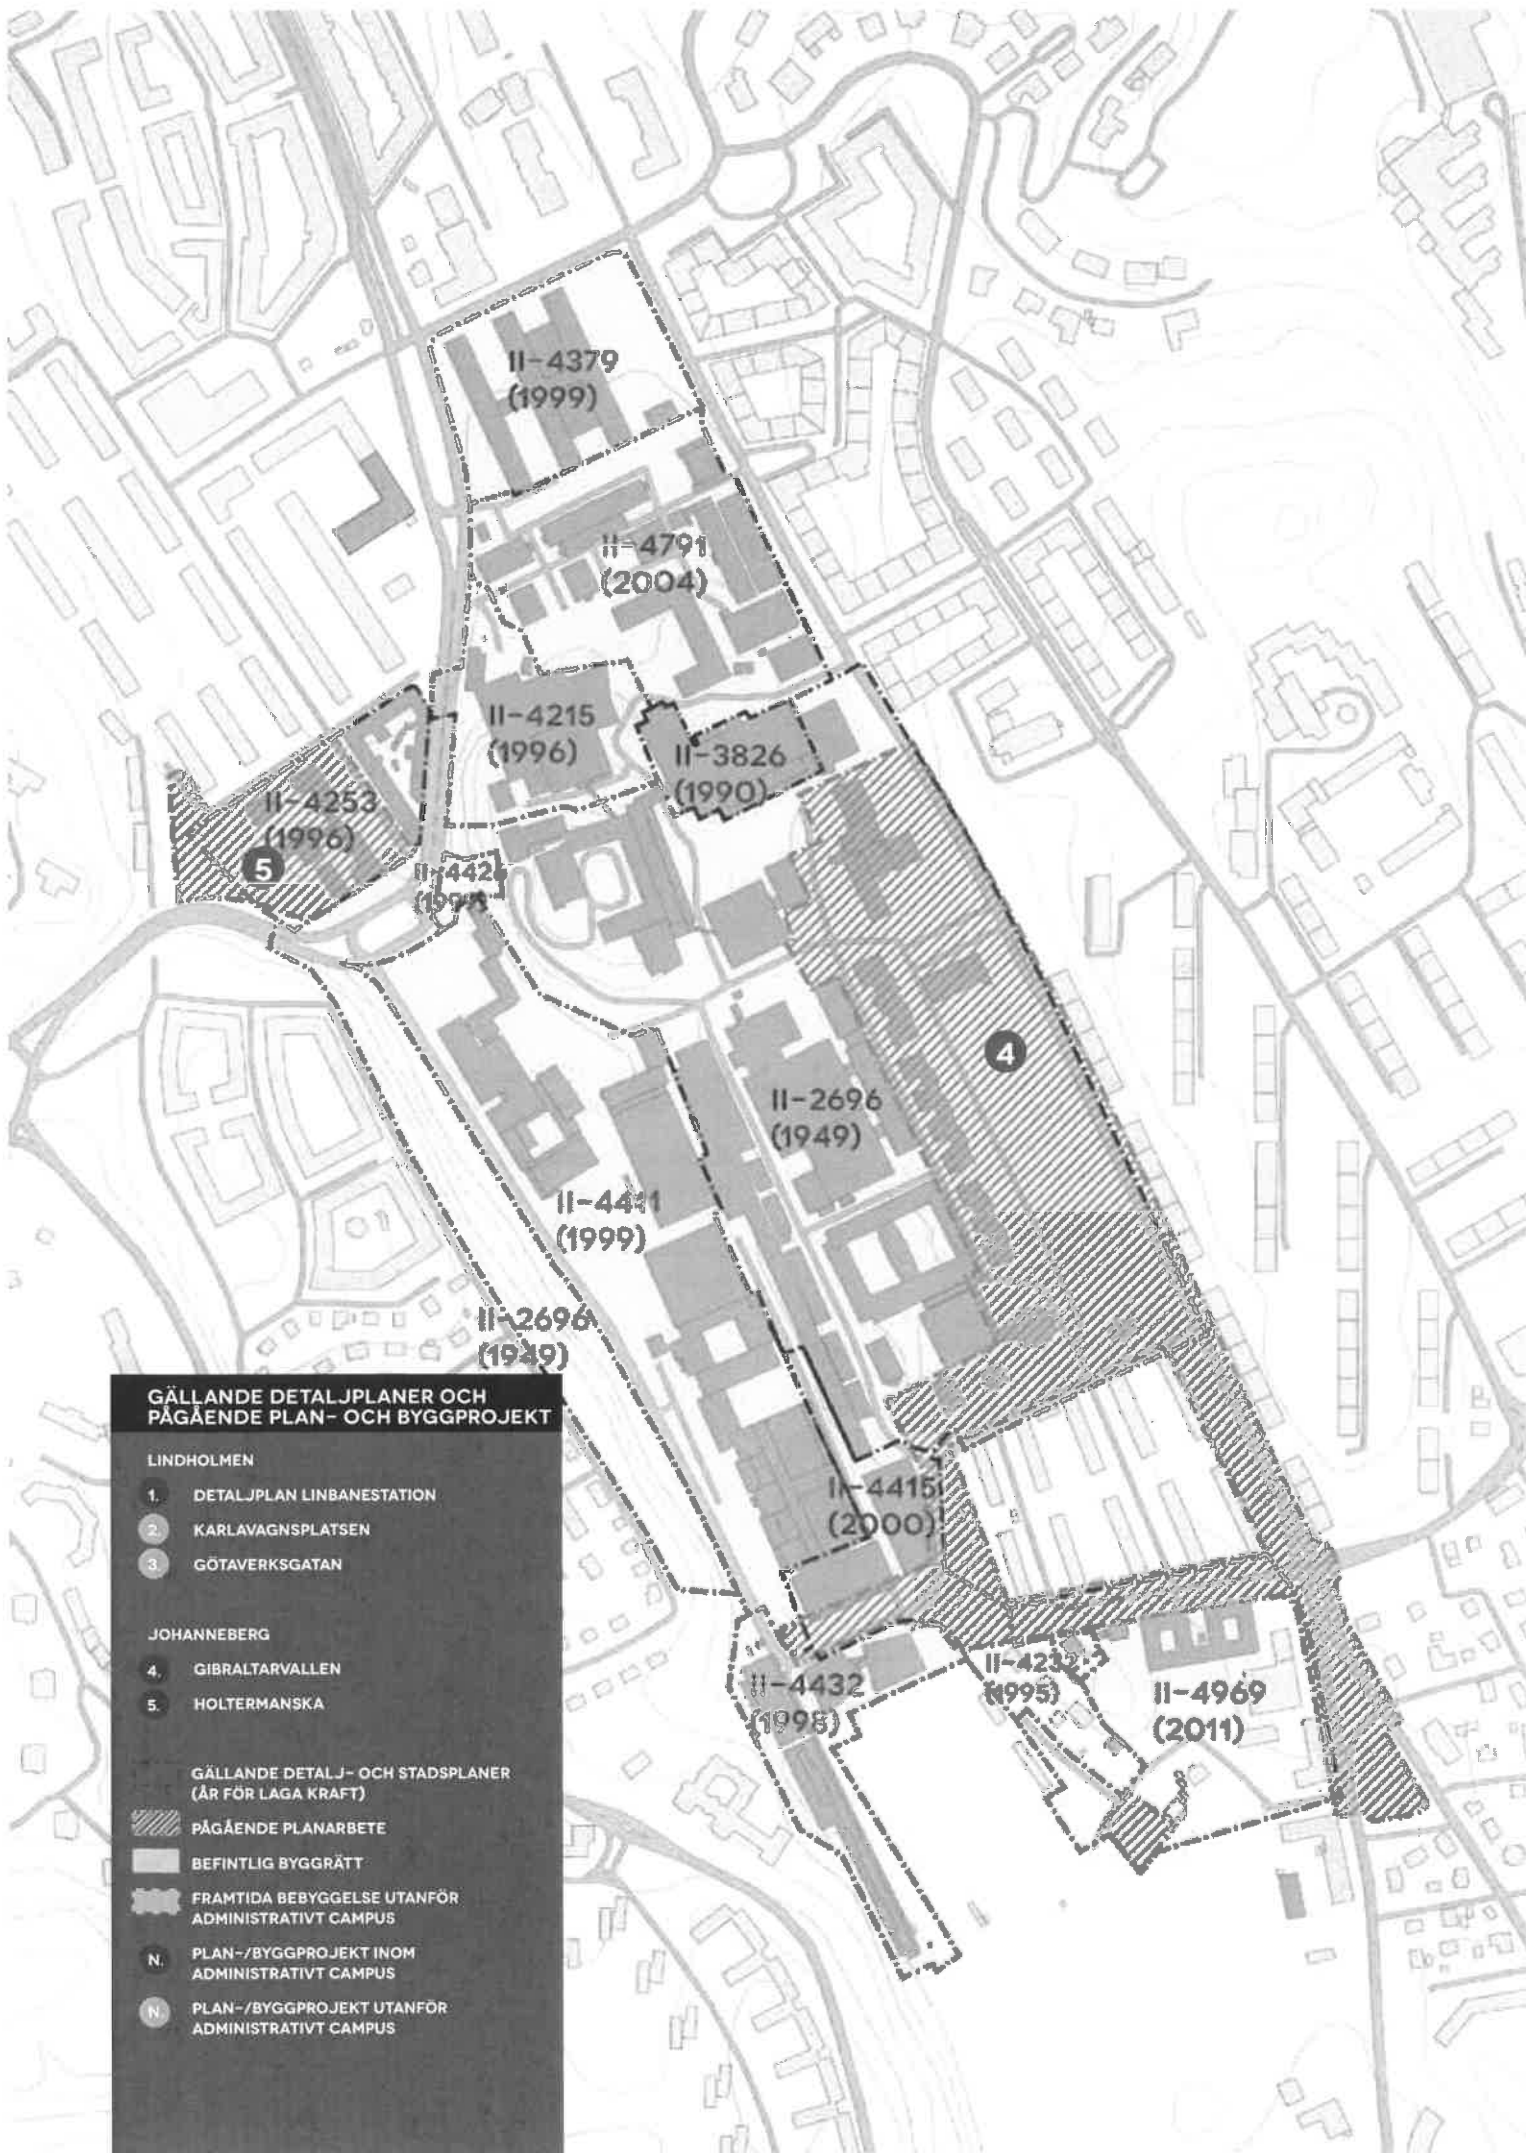 II-4379
(1999)
II-4791
(2004)
II-4215
(1996)
II-3826
(1990)
II-4253
(1996)
5
4
II-2696
(1949)
II-4411
(1999)
II-2696
(1949)
II-4415
(2000)
II-4432
(1998)
(1995)
II-4969
(2011)
GÄLLANDE DETALJPLANER OCH
PÅGÅENDE PLAN- OCH BYGGPROJEKT
LINDHOLMEN
1. DETALJPLAN LINBANESTATION
2. KARLAVAGNSPLATSEN
3. GÖTAVERKSGATAN
JOHANNEBERG
4. GIBRALTARVALLEN
5. HOLTERMANSKA
GÄLLANDE DETALJ- OCH STADSPLANER
(ÅR FÖR LAGA KRAFT)
PÅGÅENDE PLANARBETE
BEFINTLIG BYGGRÄTT
FRAMTIDA BEBYGGELSE UTANFÖR
ADMINISTRATIVT CAMPUS
N. PLAN-/BYGGPROJEKT INOM
ADMINISTRATIVT CAMPUS
N. PLAN-/BYGGPROJEKT UTANFÖR
ADMINISTRATIVT CAMPUS